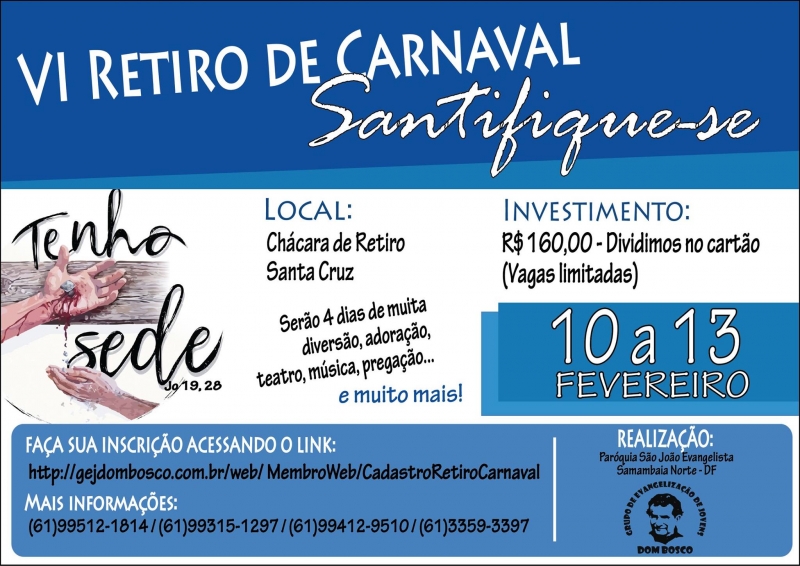 VI RETIRO DE CARNAVAL
Santifique-se
Tenho
sede
Jo 19, 28
LOCAL:
Chácara de Retiro
Santa Cruz
Serão 4 dias de muita
diversão, adoração,
teatro, música, pregação...
e muito mais!
INVESTIMENTO:
R$ 160,00 - Dividimos no cartão
(Vagas limitadas)
10 a 13
FEVEREIRO
FAÇA SUA INSCRIÇÃO ACESSANDO O LINK:
http://gejdombosco.com.br/web/ MembroWeb/CadastroRetiroCarnaval
MAIS INFORMAÇÕES:
(61)99512-1814 / (61)99315-1297 / (61)99412-9510 / (61)3359-3397
REALIZAÇÃO:
Paróquia São João Evangelista
Samambaia Norte - DF
GRUPO DE EVANGELIZAÇÃO DE JOVENS
DOM BOSCO